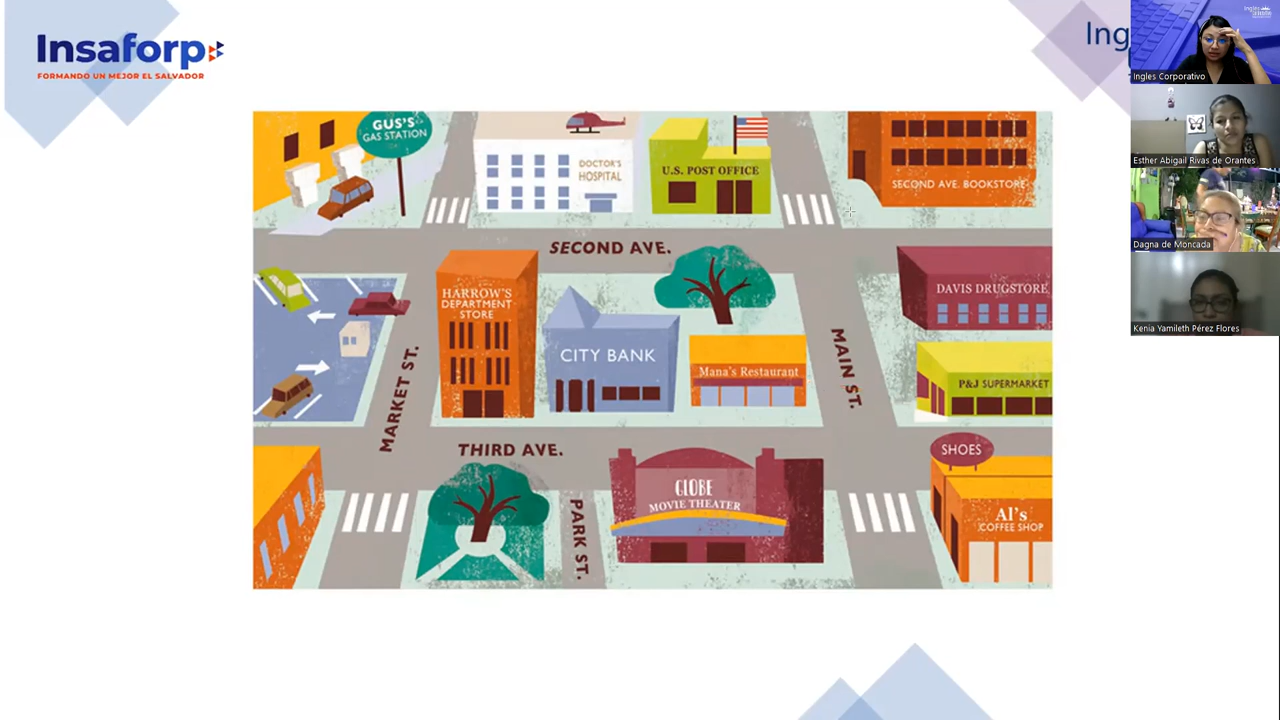 Insaforp
FORMANDO UN MEJOR EL SALVADOR
Ing
GUS'S
GAS STATION
DOCTOR'S
HOSPITAL
U.S. POST OFFICE
SECOND AVE. BOOKSTORE
SECOND AVE.
HARROW'S
DEPARTMENT
STORE
CITY BANK
Mana's Restaurant
DAVIS DRUGSTORE
P&J SUPERMARKET
MARKET ST.
MAIN ST.
THIRD AVE.
PARK ST.
GLOBE
MOVIE THEATER
SHOES
Al's
COFFEE SHOP
Ingles Corporativo
Esther Abigail Rivas de Orantes
Dagna de Moncada
Kenia Yamileth Pérez Flores